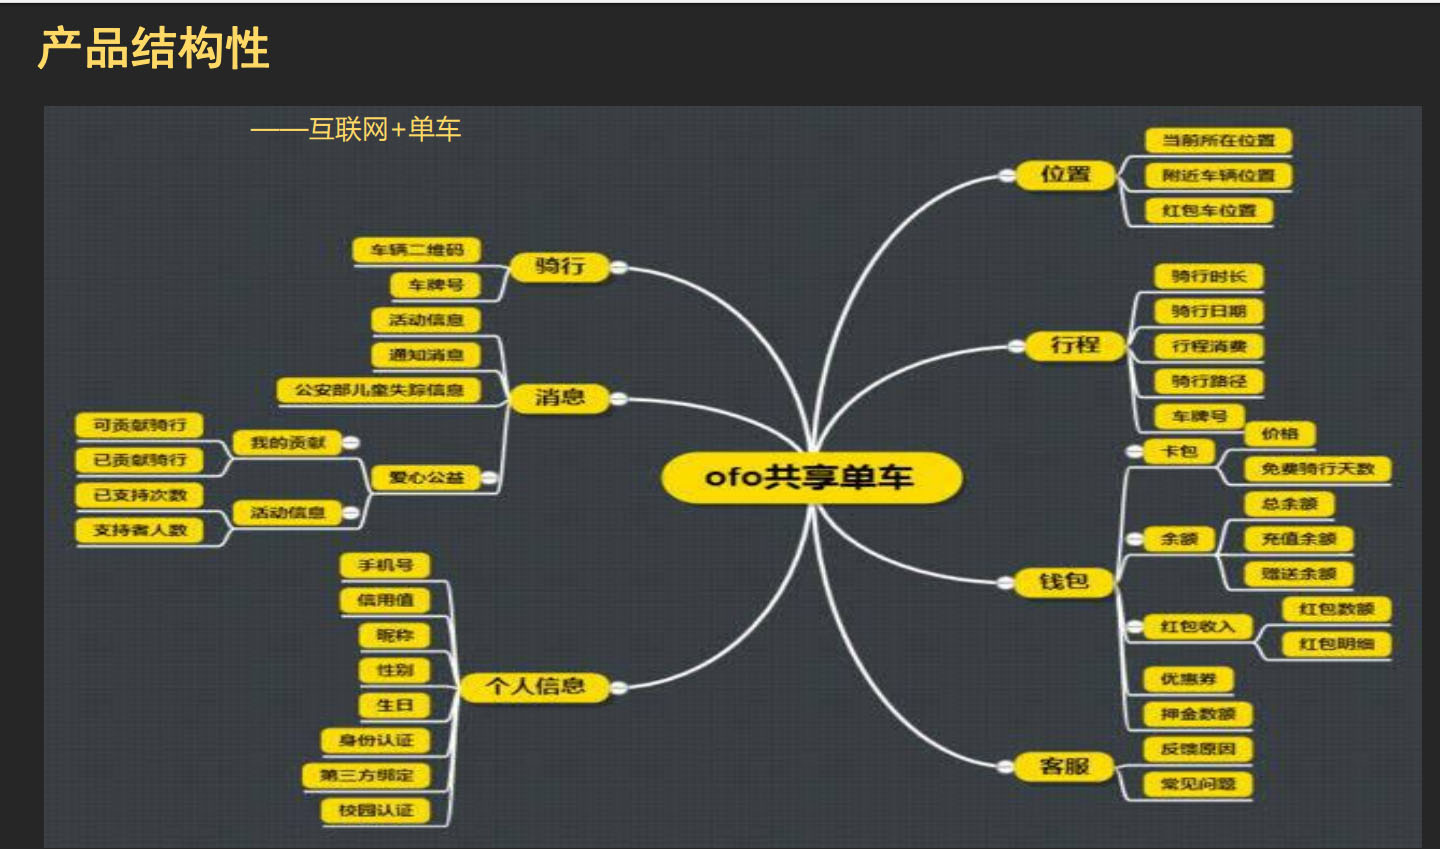 产品结构性
——互联网+单车
ofo共享单车
骑行
车辆二维码
车牌号
消息
活动信息
通知消息
公安部儿童失踪信息
爱心公益
我的贡献
可贡献骑行
已贡献骑行
活动信息
已支持次数
支持者人数
个人信息
手机号
信用值
昵称
性别
生日
身份认证
第三方绑定
校园认证
位置
当前所在位置
附近车辆位置
红包车位置
行程
骑行时长
骑行日期
行程消费
骑行路径
车牌号
钱包
卡包
价格
免费骑行天数
余额
总余额
充值余额
赠送余额
红包收入
红包数额
红包明细
优惠券
押金数额
客服
反馈原因
常见问题